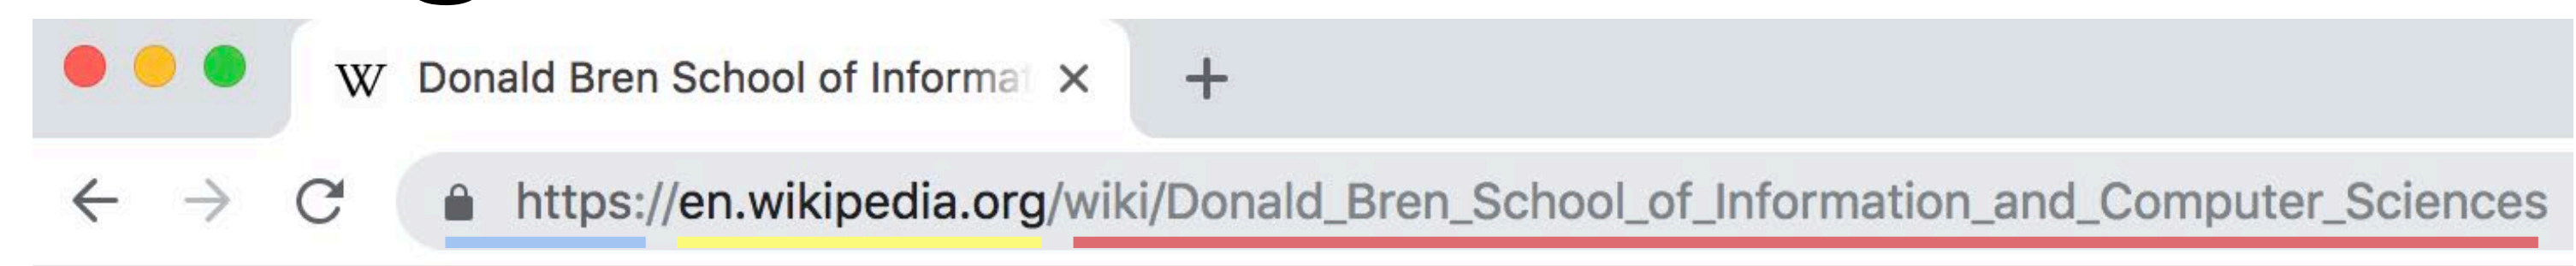 W Donald Bren School of Informa
https://en.wikipedia.org/wiki/Donald_Bren_School_of_Information_and_Computer_Sciences